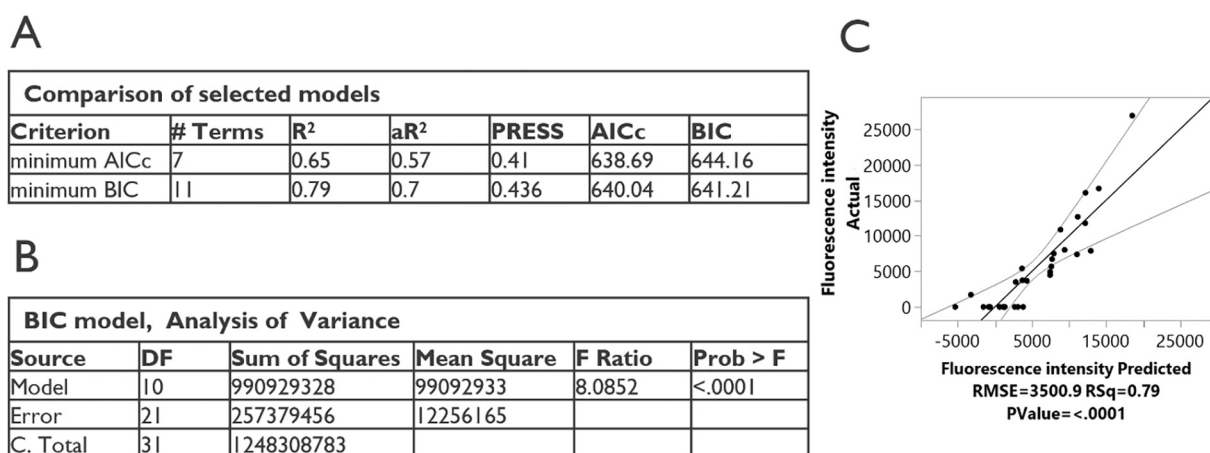 A
Comparison of selected models
Criterion # Terms R² aR² PRESS AICc BIC
minimum AICc 7 0.65 0.57 0.41 638.69 644.16
minimum BIC 11 0.79 0.7 0.436 640.04 641.21
B
BIC model, Analysis of Variance
Source DF Sum of Squares Mean Square F Ratio Prob > F
Model 10 990929328 99092933 8.0852 <.0001
Error 21 257379456 12256165
C. Total 31 1248308783
C
Fluorescence intensity
Actual
25000
20000
15000
10000
5000
0
-5000 5000 15000 25000
Fluorescence intensity Predicted
RMSE=3500.9 RSq=0.79
PValue=<.0001